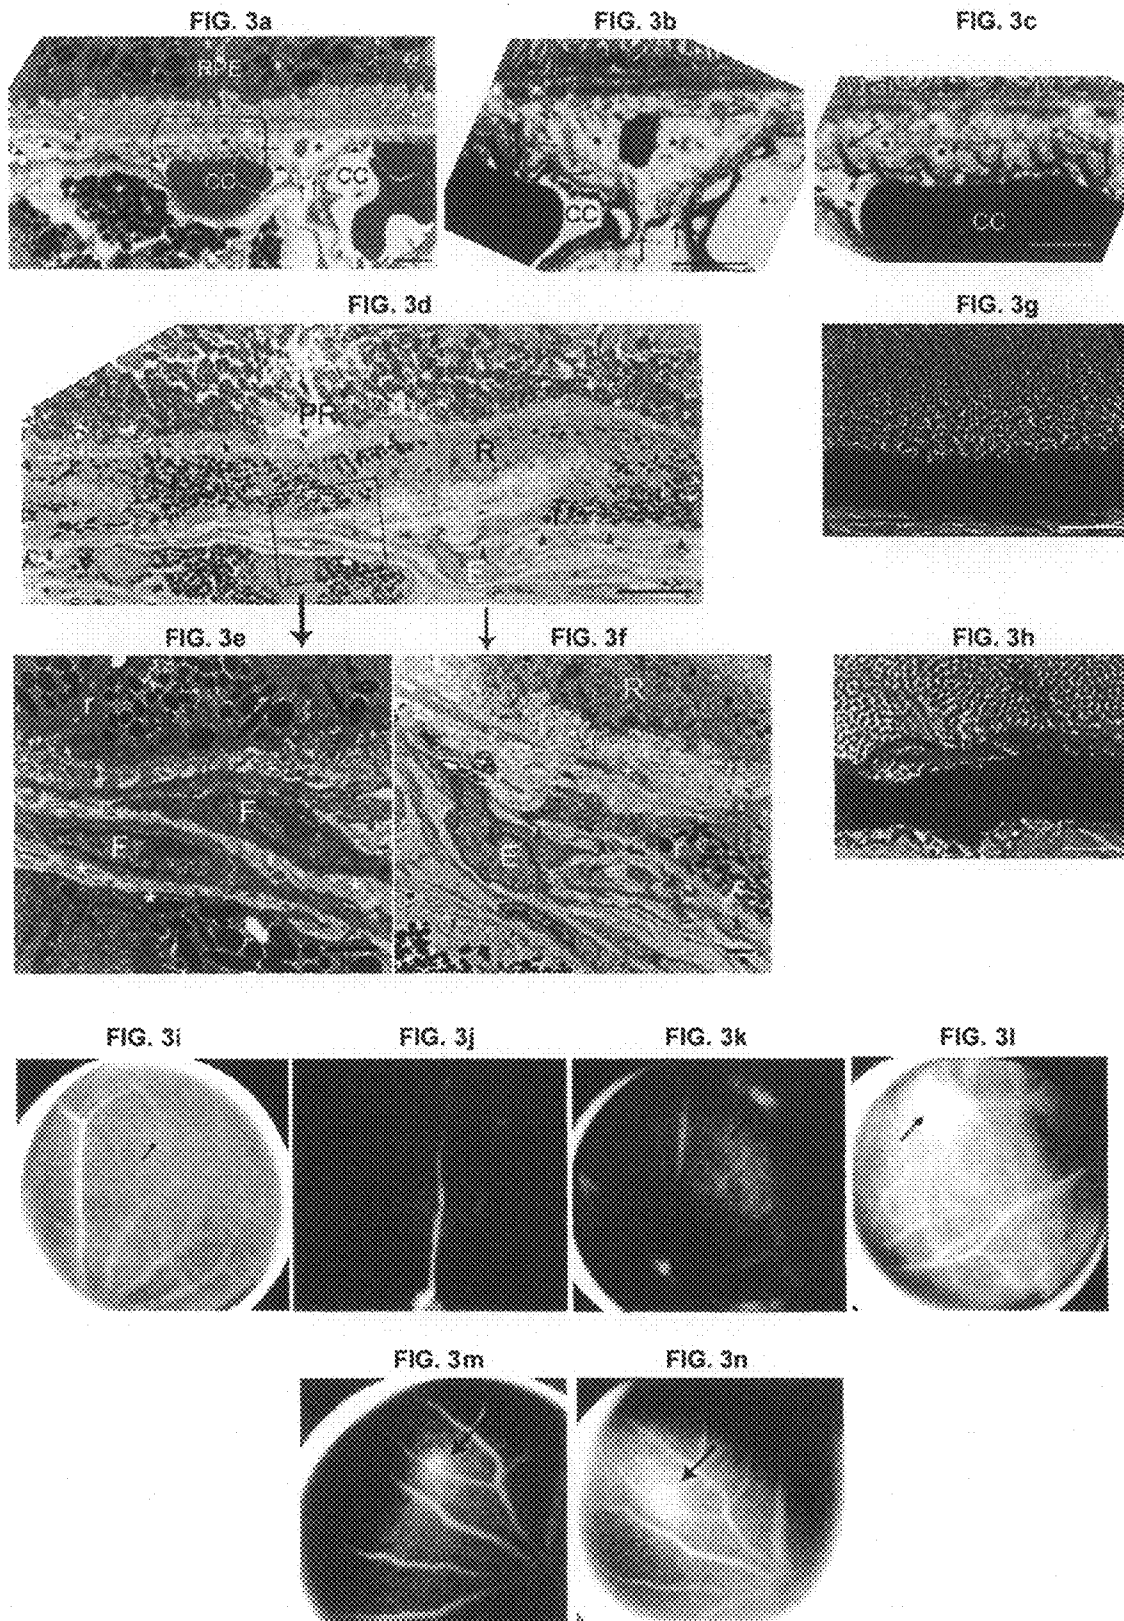 FIG. 3a
FIG. 3b
FIG. 3c
RPE
CC
CC
CC
CC
FIG. 3d
FIG. 3g
PR
R
FIG. 3e
FIG. 3f
FIG. 3h
r
R
F
F
r
FIG. 3i
FIG. 3j
FIG. 3k
FIG. 3l
FIG. 3m
FIG. 3n